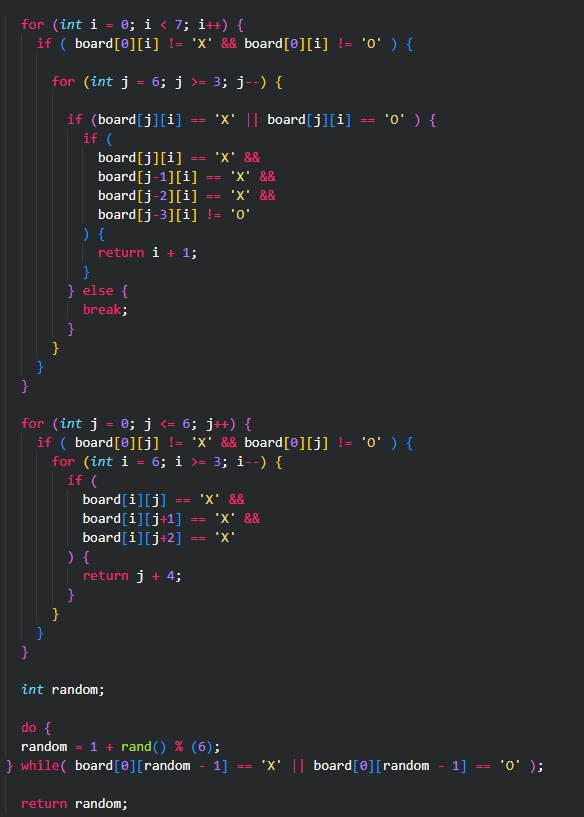 for (int i = 0; i < 7; i++) {
if ( board[0][i] != 'X' && board[0][i] != 'O' ) {
for (int j = 6; j >= 3; j--) {
if (board[j][i] == 'X' || board[j][i] == 'O' ) {
if (
board[j][i] == 'X' &&
board[j-1][i] == 'X' &&
board[j-2][i] == 'X' &&
board[j-3][i] != 'O'
) {
return i + 1;
}
} else {
break;
}
}
}
}
for (int j = 0; j <= 6; j++) {
if ( board[0][j] != 'X' && board[0][j] != 'O' ) {
for (int i = 6; i >= 3; i--) {
if (
board[i][j] == 'X' &&
board[i][j+1] == 'X' &&
board[i][j+2] == 'X'
) {
return j + 4;
}
}
}
}
int random;
do {
random = 1 + rand() % (6);
} while( board[0][random - 1] == 'X' || board[0][random - 1] == 'O' );
return random;